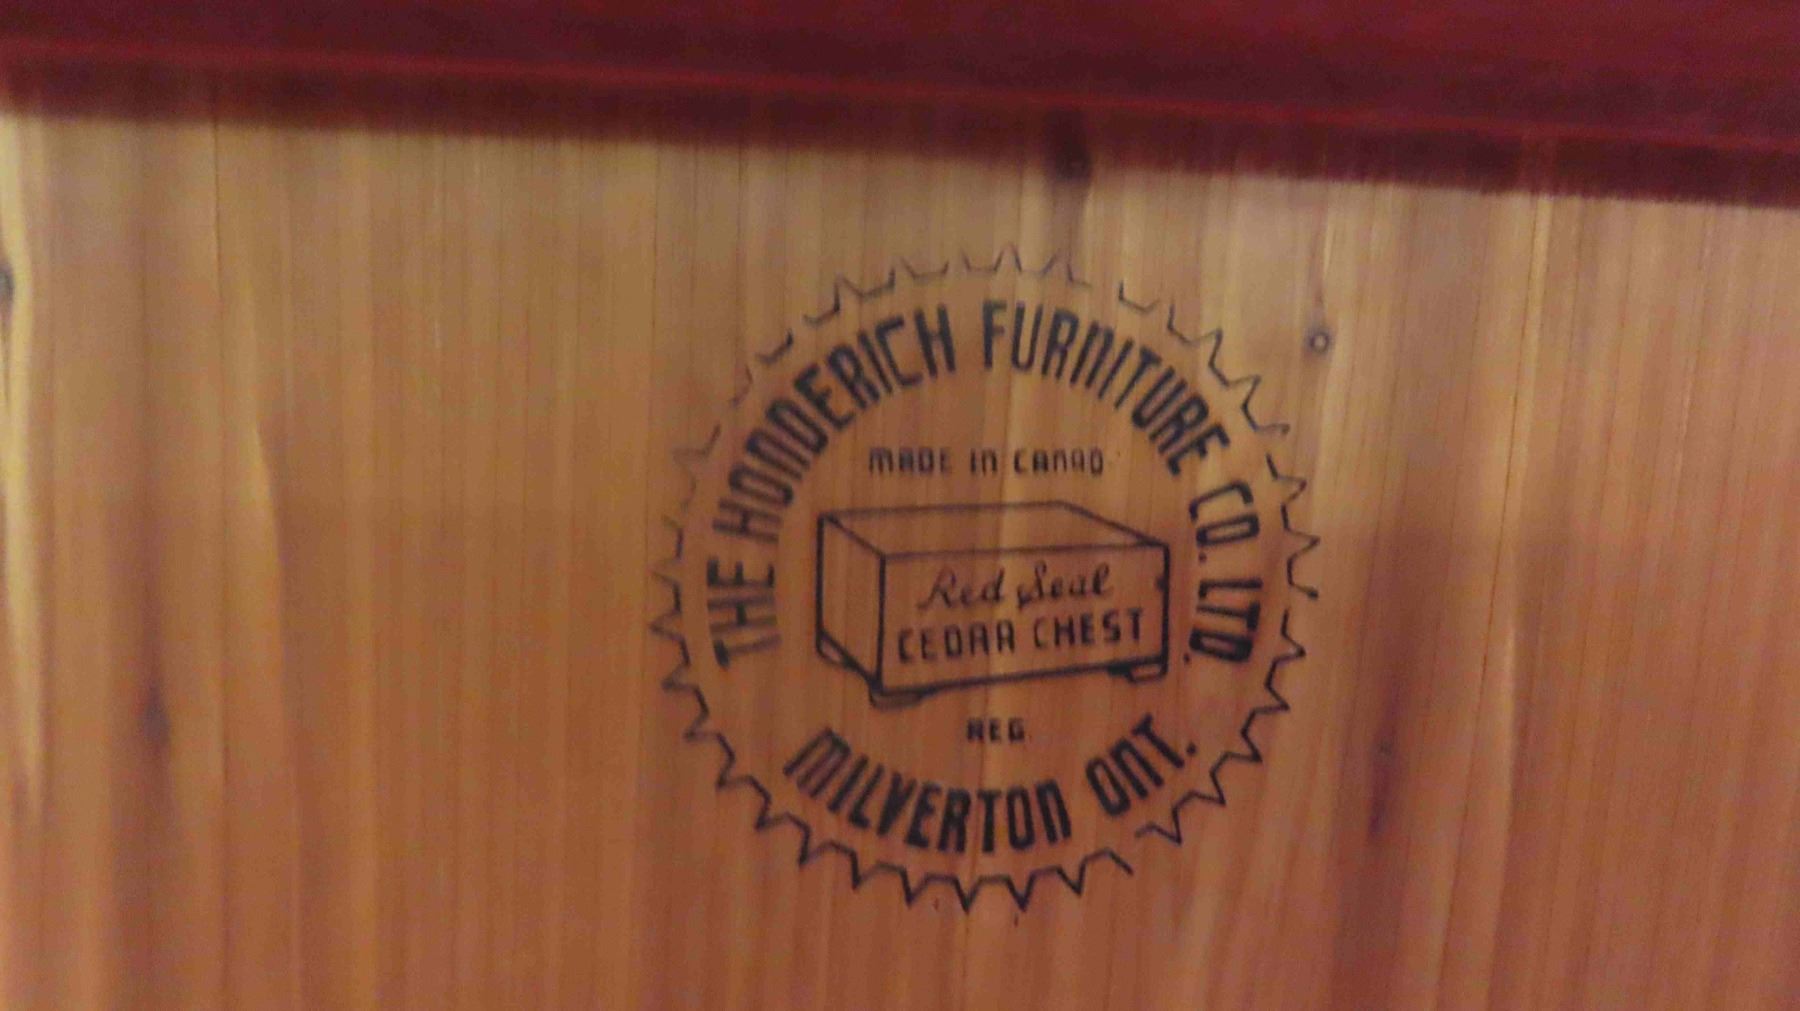 THE HONDERICH FURNITURE CO. LTD.
MADE IN CANAD
Red Seal
CEDAR CHEST
REG.
MILVERTON ONT.